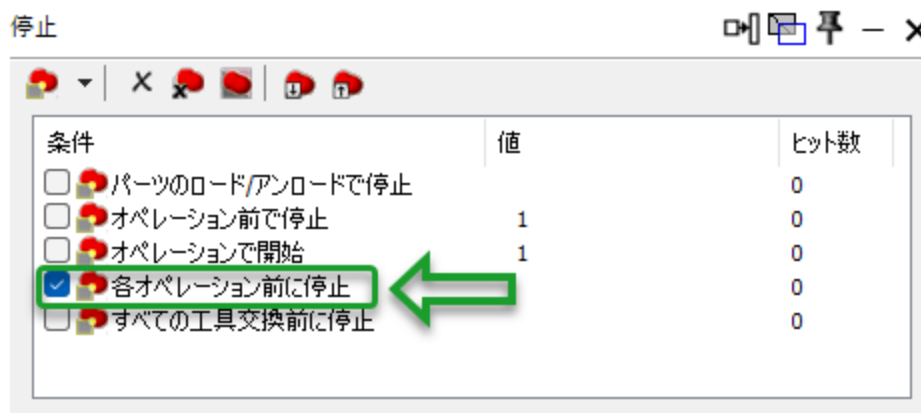 停止
条件 値 ヒット数
パーツのロード/アンロードで停止 0
オペレーション前で停止 1 0
オペレーションで開始 1 0
各オペレーション前に停止 0
すべての工具交換前に停止 0